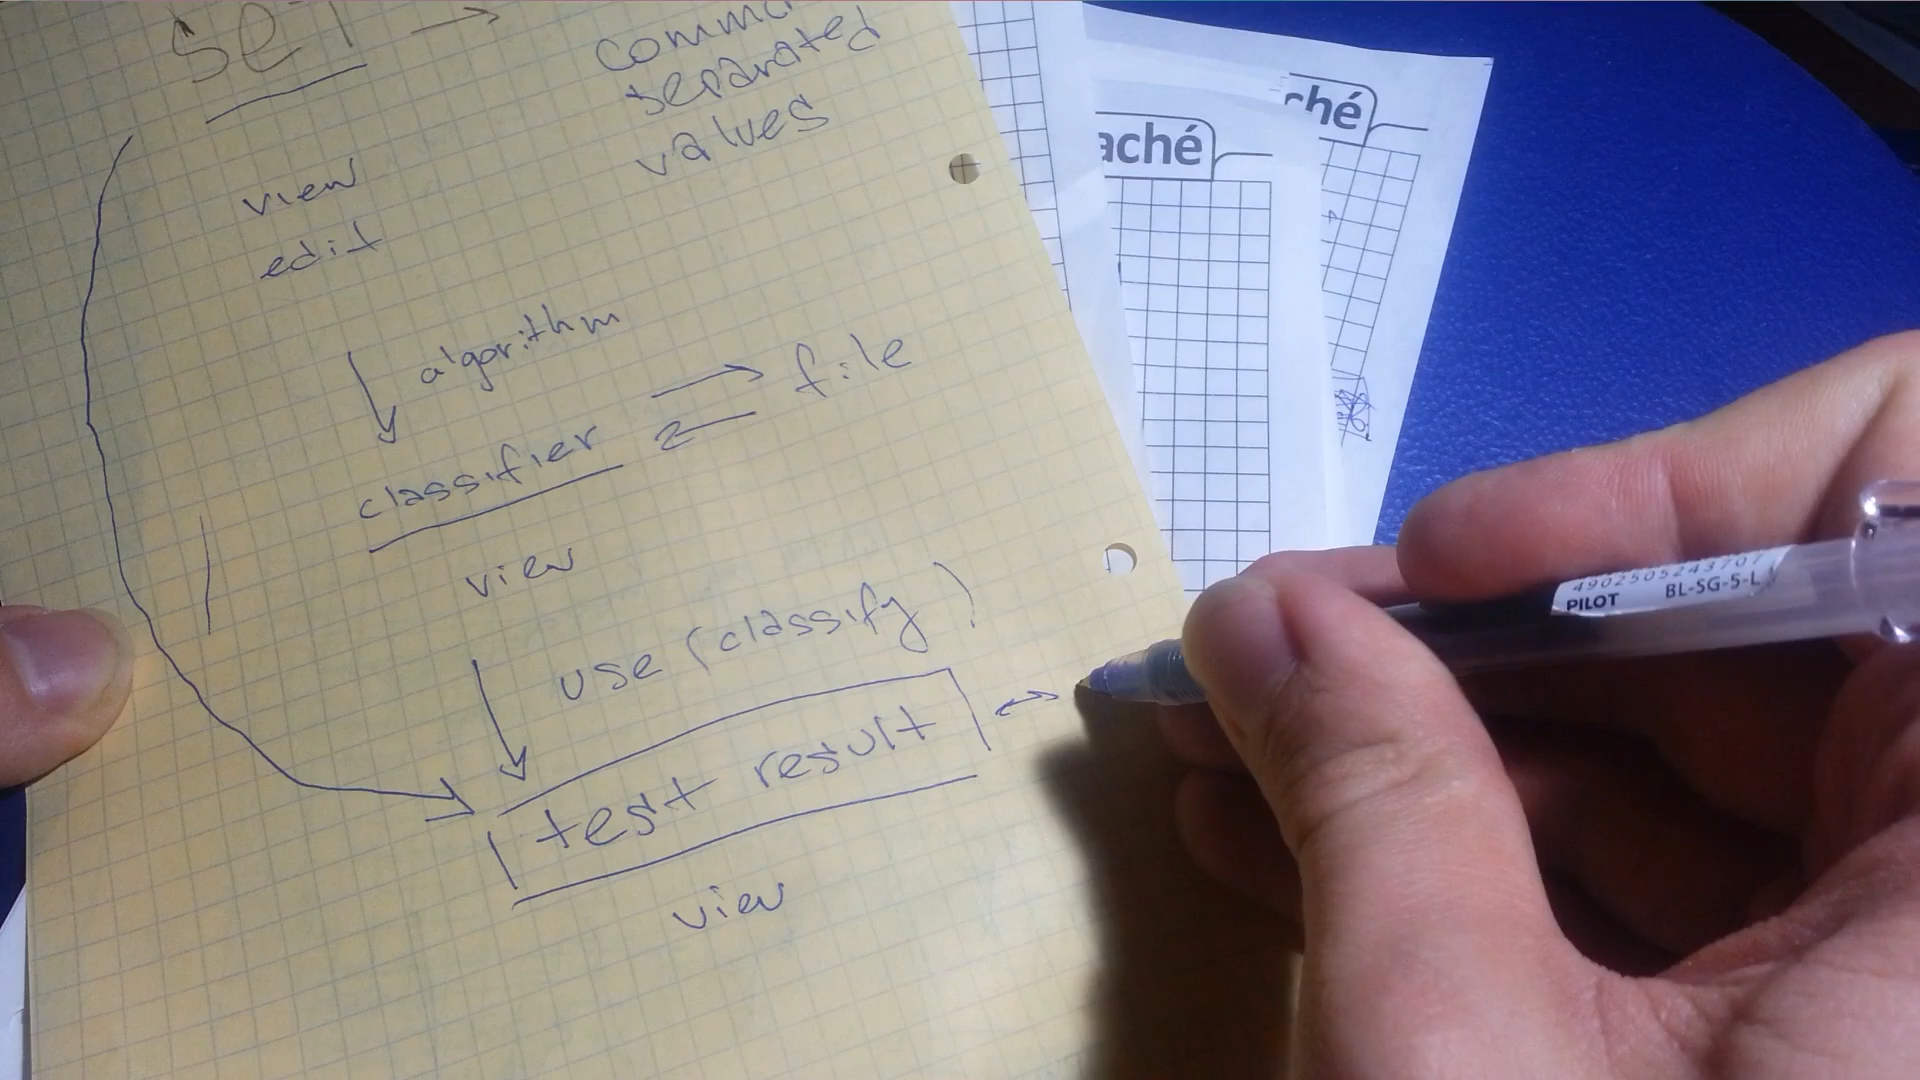 set →
comma
separated
values
view
edit
↓ algorithm
classifier ⇄ file
view
↓ use (classify)
test result ↔
view
aché
ché
4902505243707
PILOT BL-SG-5-L